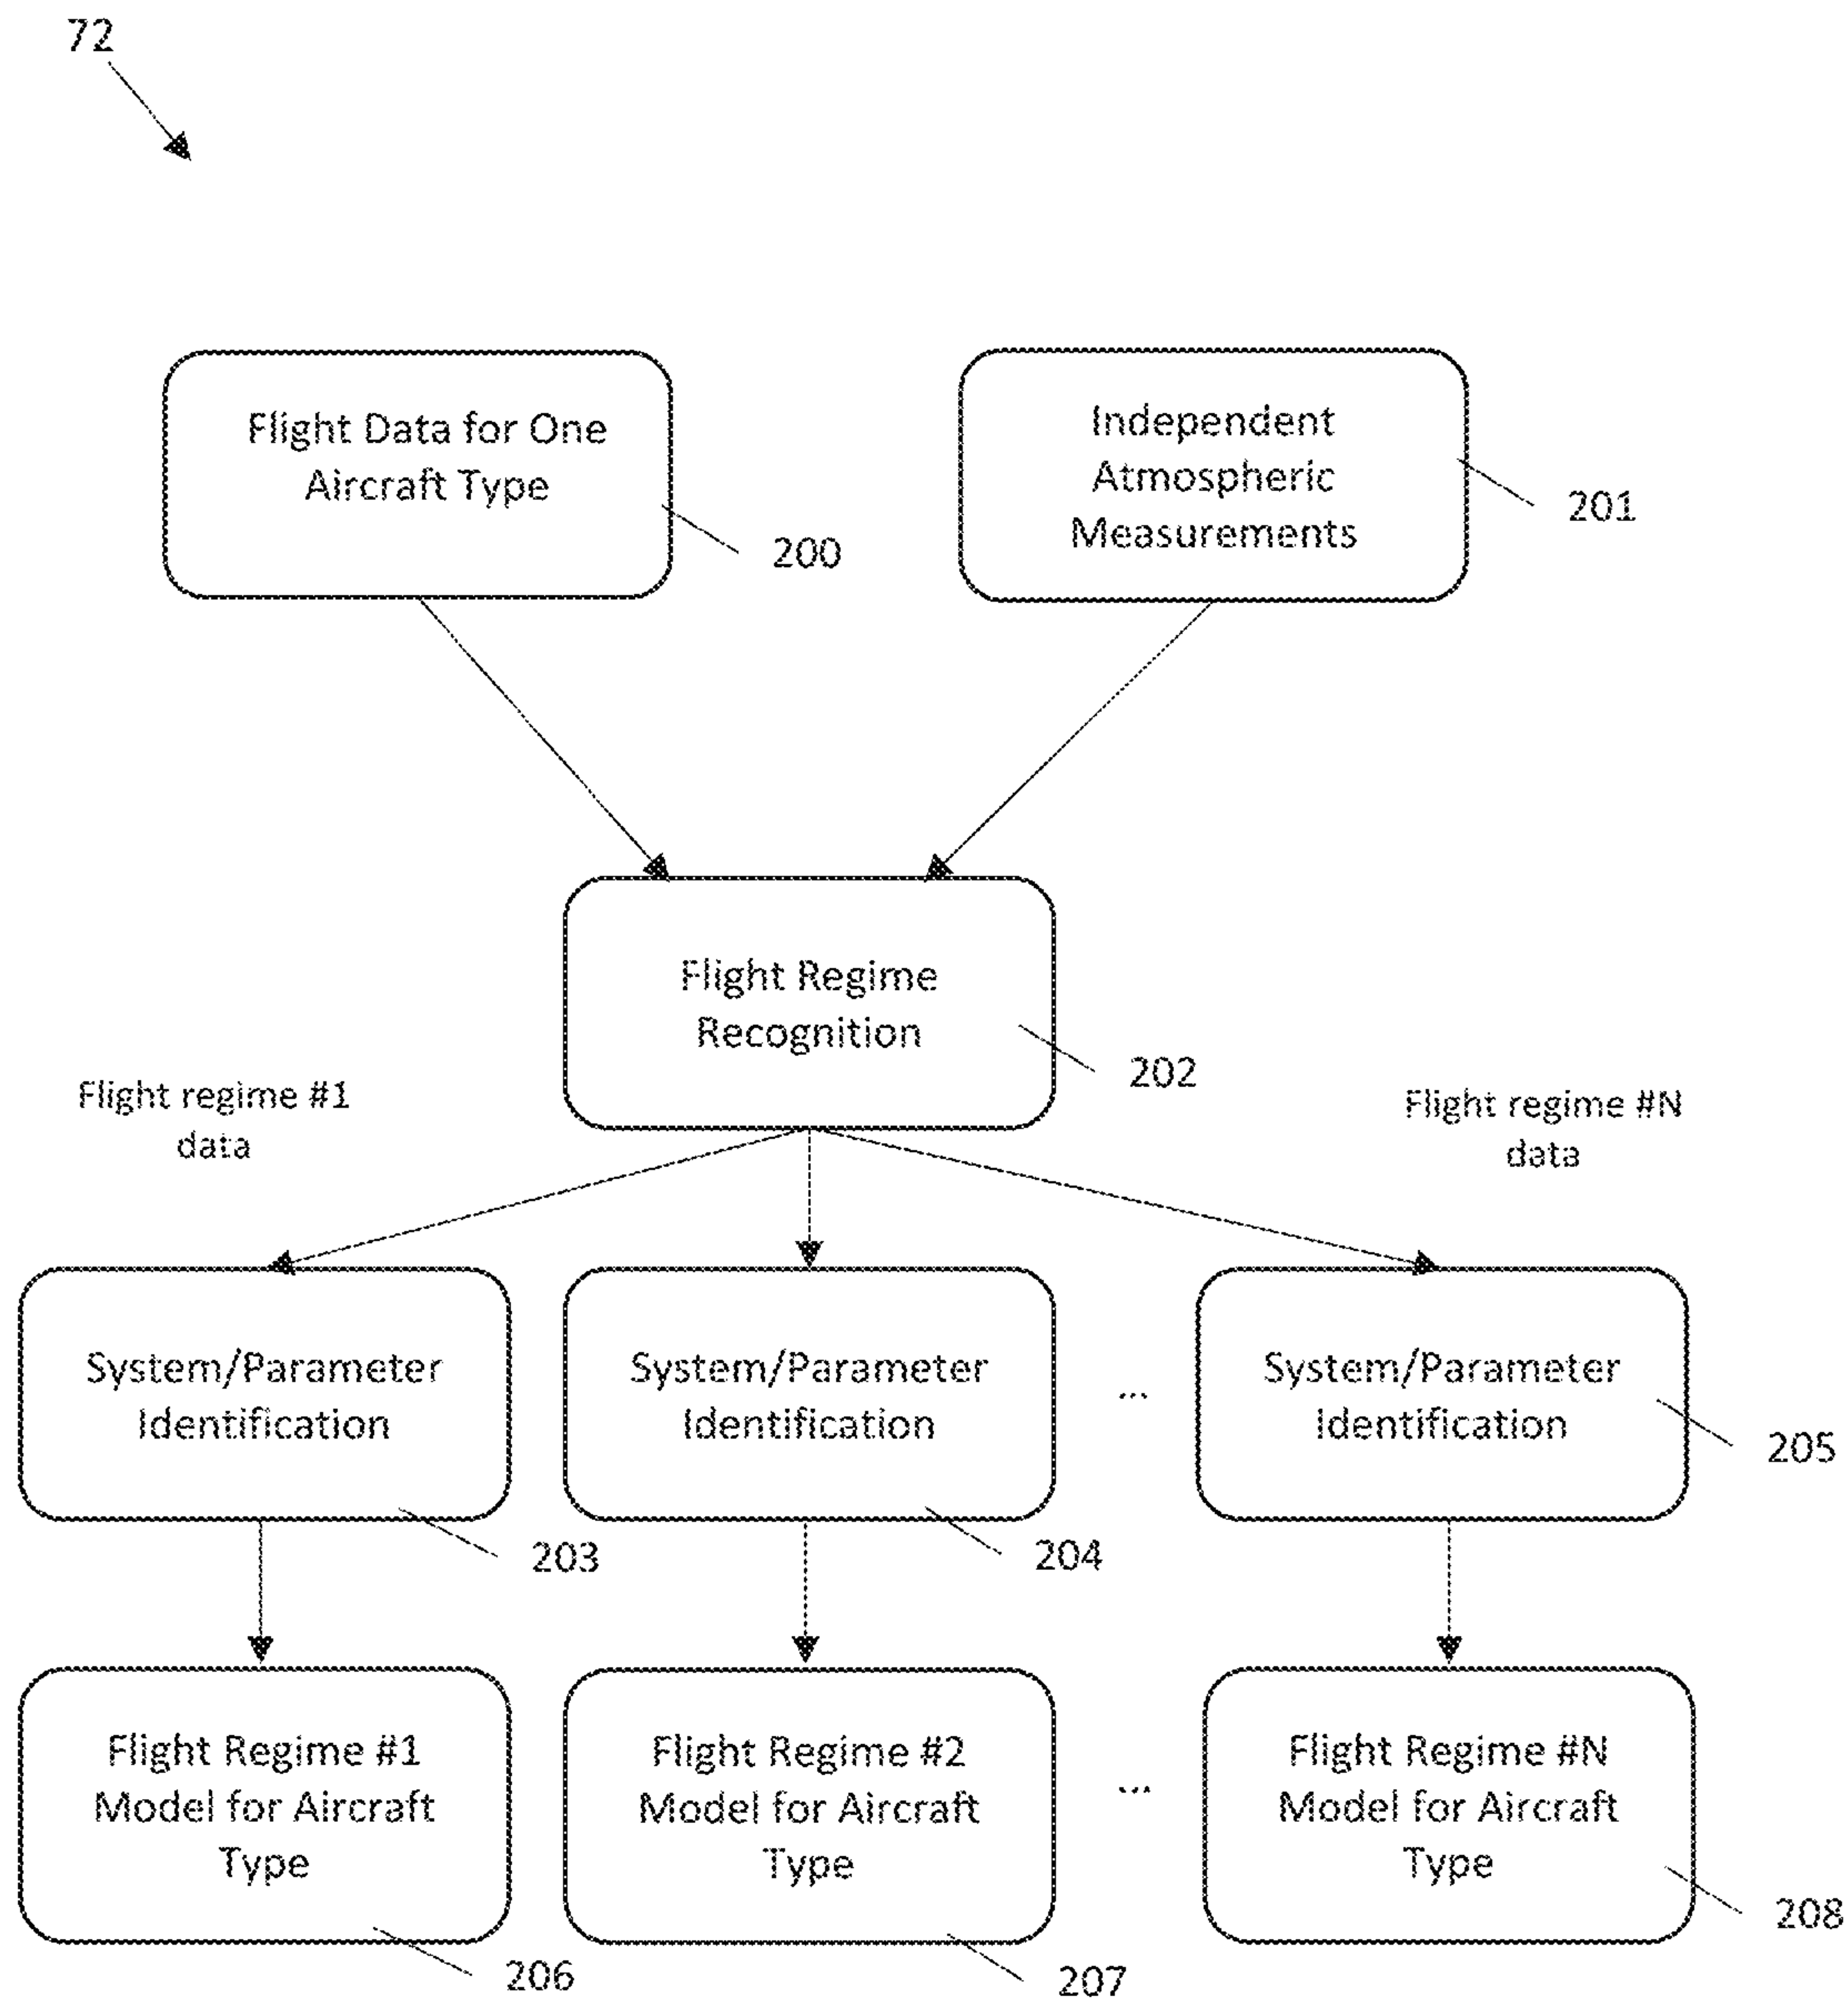 72
Flight Data for One
Aircraft Type
200
Independent
Atmospheric
Measurements
201
Flight Regime
Recognition
202
Flight regime #1
data
Flight regime #N
data
System/Parameter
Identification
203
System/Parameter
Identification
204
...
System/Parameter
Identification
205
Flight Regime #1
Model for Aircraft
Type
206
Flight Regime #2
Model for Aircraft
Type
207
...
Flight Regime #N
Model for Aircraft
Type
208